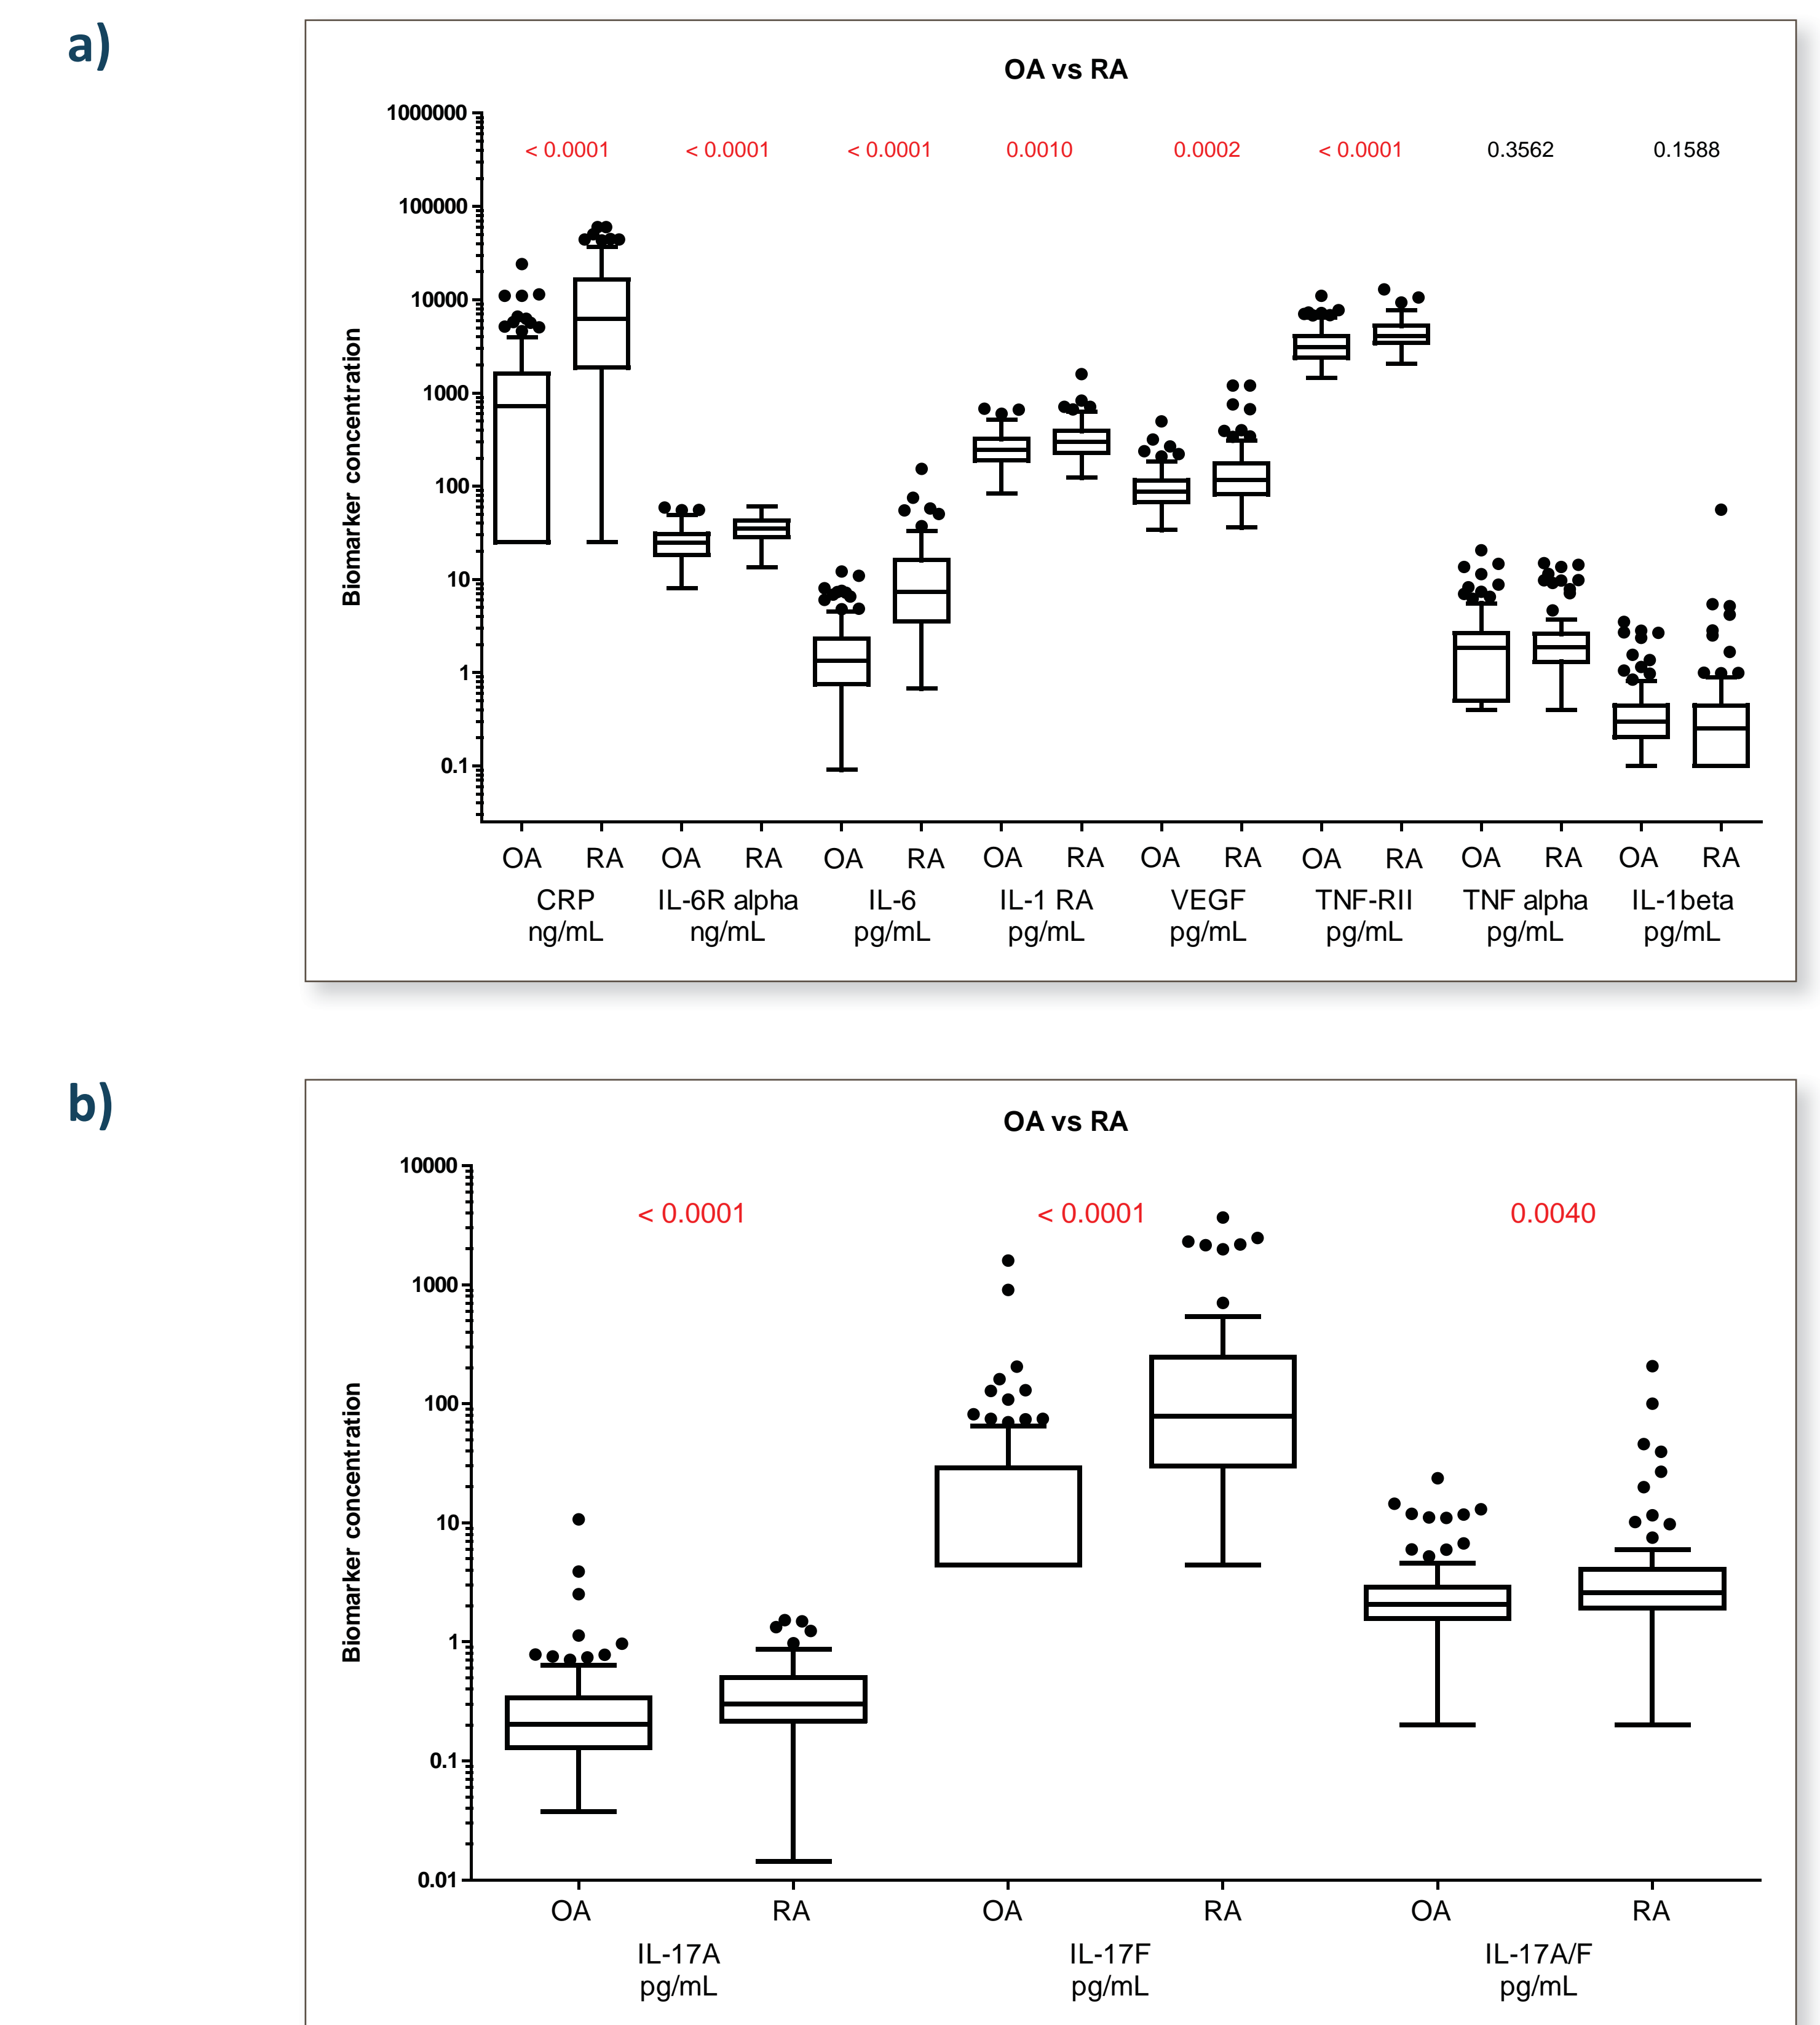 a)
OA vs RA
1000000
100000
10000
1000
100
10
1
0.1
Biomarker concentration
< 0.0001 < 0.0001 < 0.0001 0.0010 0.0002 < 0.0001 0.3562 0.1588
OA RA OA RA OA RA OA RA OA RA OA RA OA RA OA RA
CRP IL-6R alpha IL-6 IL-1 RA VEGF TNF-RII TNF alpha IL-1beta
ng/mL ng/mL pg/mL pg/mL pg/mL pg/mL pg/mL pg/mL
b)
OA vs RA
10000
1000
100
10
1
0.1
0.01
Biomarker concentration
< 0.0001 < 0.0001 0.0040
OA RA OA RA OA RA
IL-17A IL-17F IL-17A/F
pg/mL pg/mL pg/mL